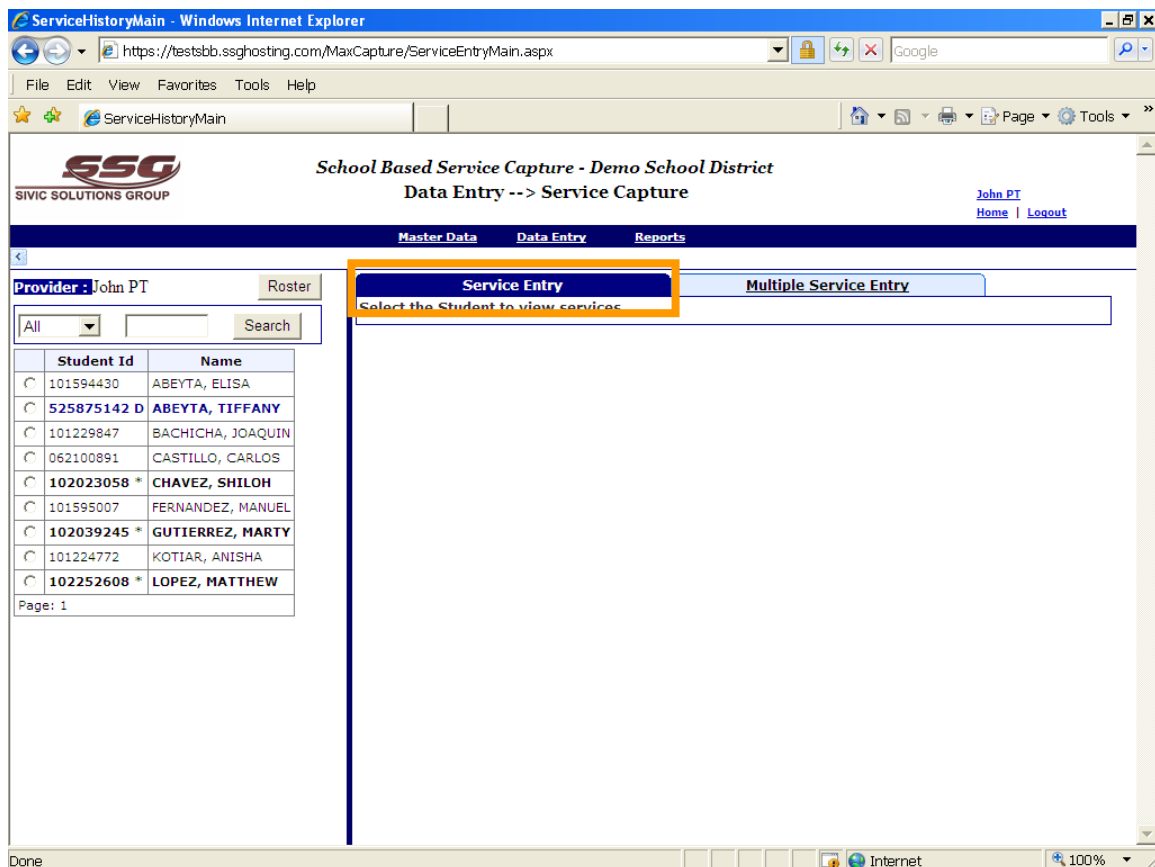 ServiceHistoryMain - Windows Internet Explorer
https://testsbb.ssghosting.com/MaxCapture/ServiceEntryMain.aspx
Google
File Edit View Favorites Tools Help
ServiceHistoryMain
Page Tools »
SSG
SIVIC SOLUTIONS GROUP
School Based Service Capture - Demo School District
Data Entry --> Service Capture
John PT
Home | Logout
Master Data Data Entry Reports
<
Provider : John PT Roster
All Search
Student Id Name
101594430 ABEYTA, ELISA
525875142 D ABEYTA, TIFFANY
101229847 BACHICHA, JOAQUIN
062100891 CASTILLO, CARLOS
102023058 * CHAVEZ, SHILOH
101595007 FERNANDEZ, MANUEL
102039245 * GUTIERREZ, MARTY
101224772 KOTIAR, ANISHA
102252608 * LOPEZ, MATTHEW
Page: 1
Service Entry Multiple Service Entry
Select the Student to view services
Done Internet 100%